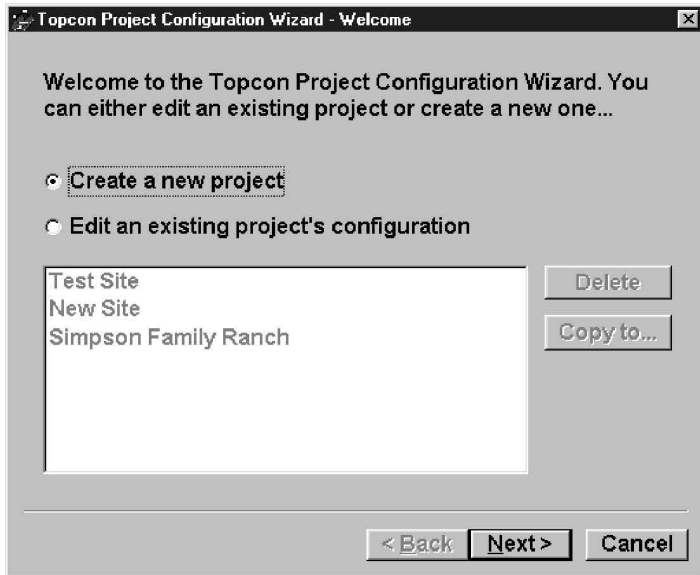 Topcon Project Configuration Wizard - Welcome
Welcome to the Topcon Project Configuration Wizard. You
can either edit an existing project or create a new one...
Create a new project
Edit an existing project's configuration
Test Site
New Site
Simpson Family Ranch
Delete
Copy to...
< Back
Next >
Cancel